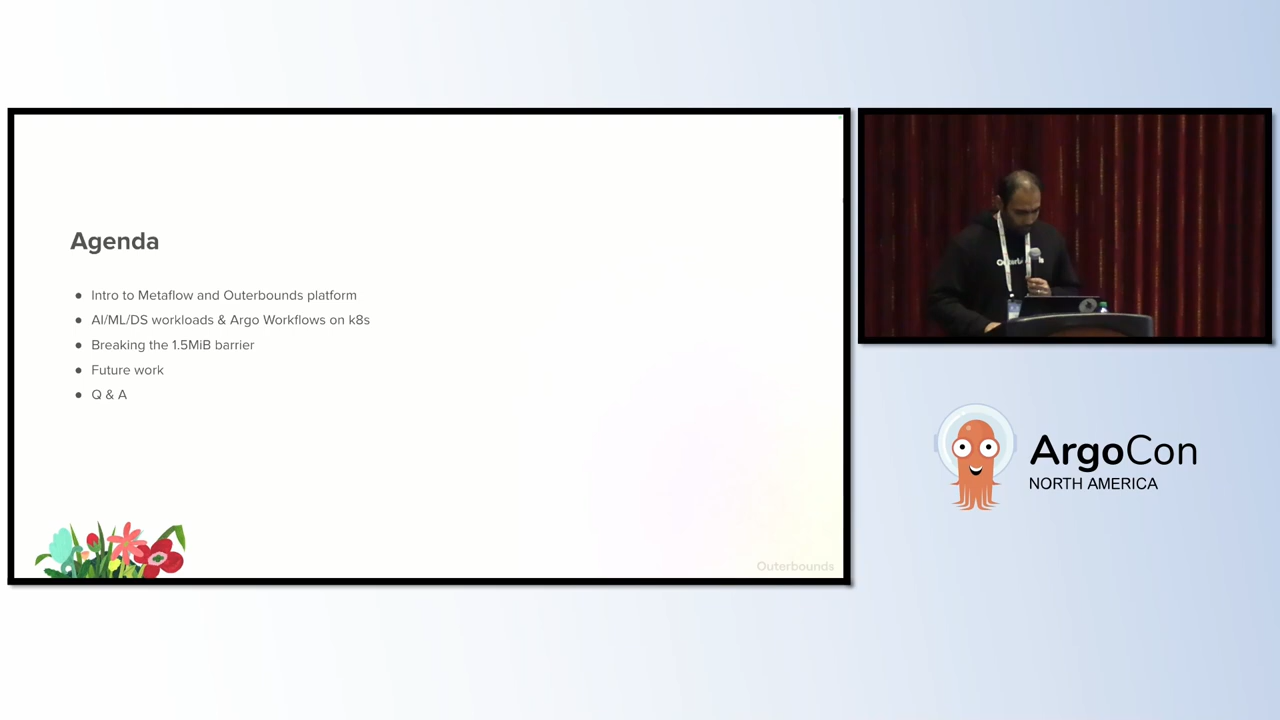 Agenda
● Intro to Metaflow and Outerbounds platform
● AI/ML/DS workloads & Argo Workflows on k8s
● Breaking the 1.5MiB barrier
● Future work
● Q & A
Outerbounds
ArgoCon
NORTH AMERICA